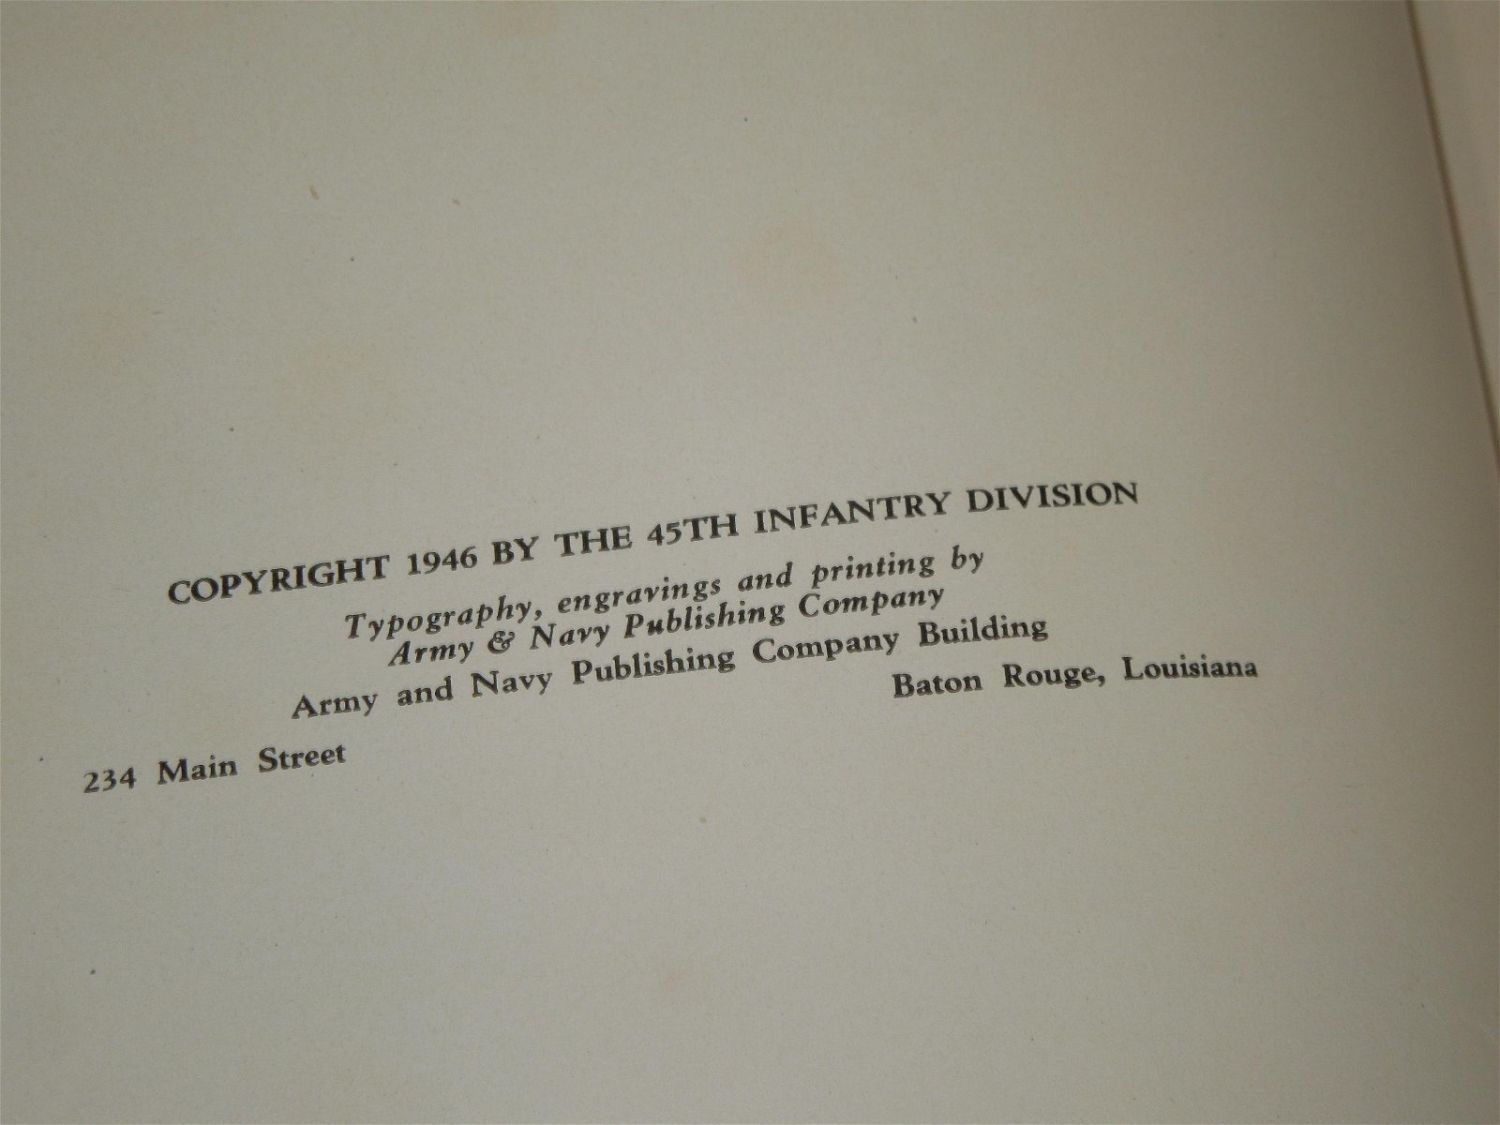 COPYRIGHT 1946 BY THE 45TH INFANTRY DIVISION
Typography, engravings and printing by
Army & Navy Publishing Company
Army and Navy Publishing Company Building
234 Main Street Baton Rouge, Louisiana